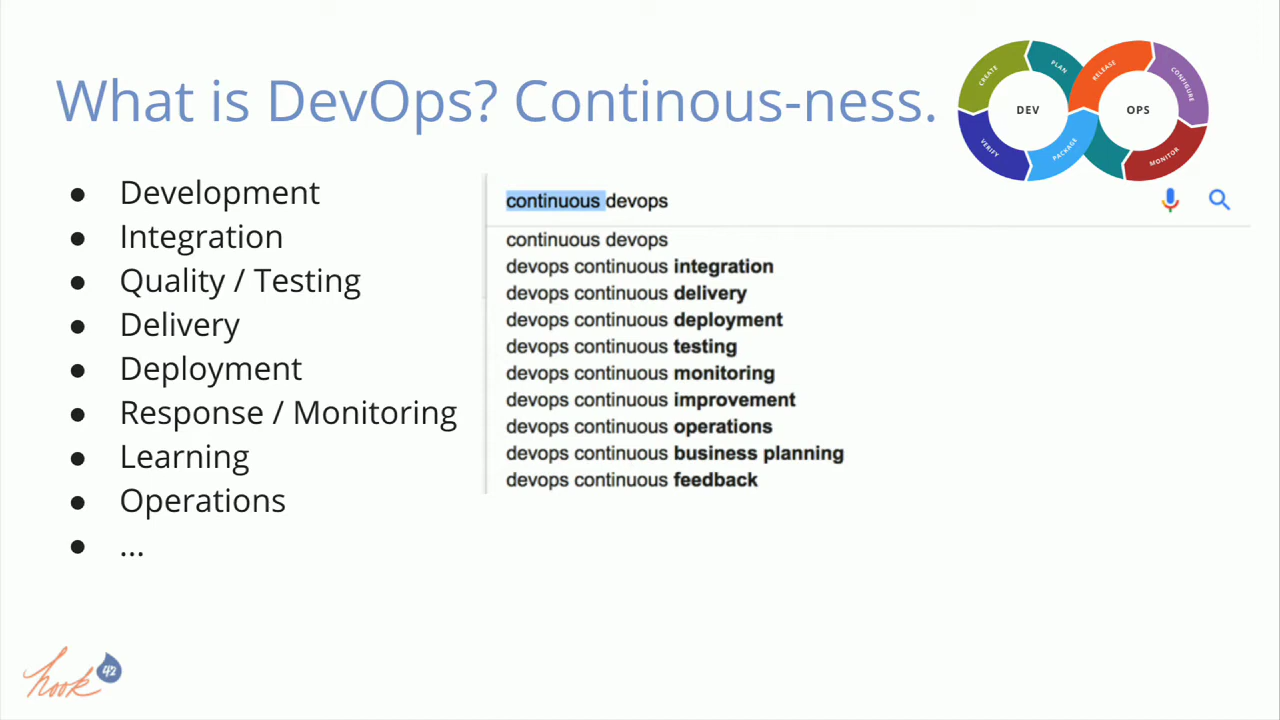 What is DevOps? Continous-ness.
● Development
● Integration
● Quality / Testing
● Delivery
● Deployment
● Response / Monitoring
● Learning
● Operations
● ...
CREATE
PLAN
DEV
VERIFY
PACKAGE
RELEASE
CONFIGURE
OPS
MONITOR
continuous devops
continuous devops
devops continuous integration
devops continuous delivery
devops continuous deployment
devops continuous testing
devops continuous monitoring
devops continuous improvement
devops continuous operations
devops continuous business planning
devops continuous feedback
hook 42